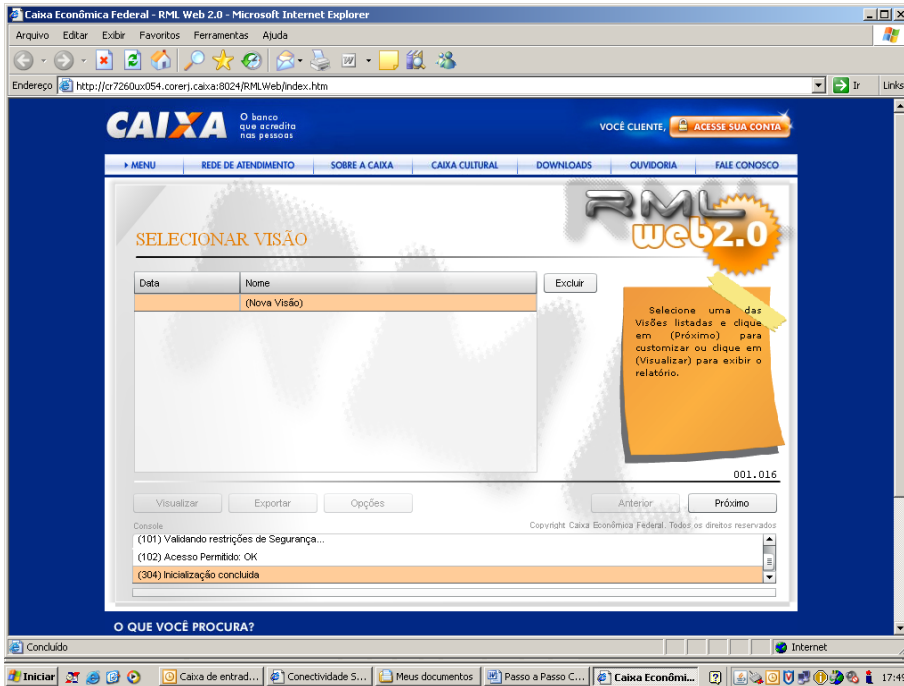 Caixa Econômica Federal - RML Web 2.0 - Microsoft Internet Explorer
Arquivo Editar Exibir Favoritos Ferramentas Ajuda
Endereço http://cr7260ux054.corerj.caixa:8024/RMLWeb/index.htm Ir Links
CAIXA
O banco
que acredita
nas pessoas
VOCÊ CLIENTE, ACESSE SUA CONTA
MENU REDE DE ATENDIMENTO SOBRE A CAIXA CAIXA CULTURAL DOWNLOADS OUVIDORIA FALE CONOSCO
RML
web2.0
SELECIONAR VISÃO
Data Nome
(Nova Visão)
Excluir
Selecione uma das
Visões listadas e clique
em (Próximo) para
customizar ou clique em
(Visualizar) para exibir o
relatório.
001.016
Visualizar Exportar Opções Anterior Próximo
Console Copyright Caixa Econômica Federal. Todos os direitos reservados
(101) Validando restrições de Segurança...
(102) Acesso Permitido: OK
(304) Inicialização concluida
O QUE VOCÊ PROCURA?
Concluído Internet
Iniciar Caixa de entrad... Conectividade S... Meus documentos Passo a Passo C... Caixa Econômi... 17:49